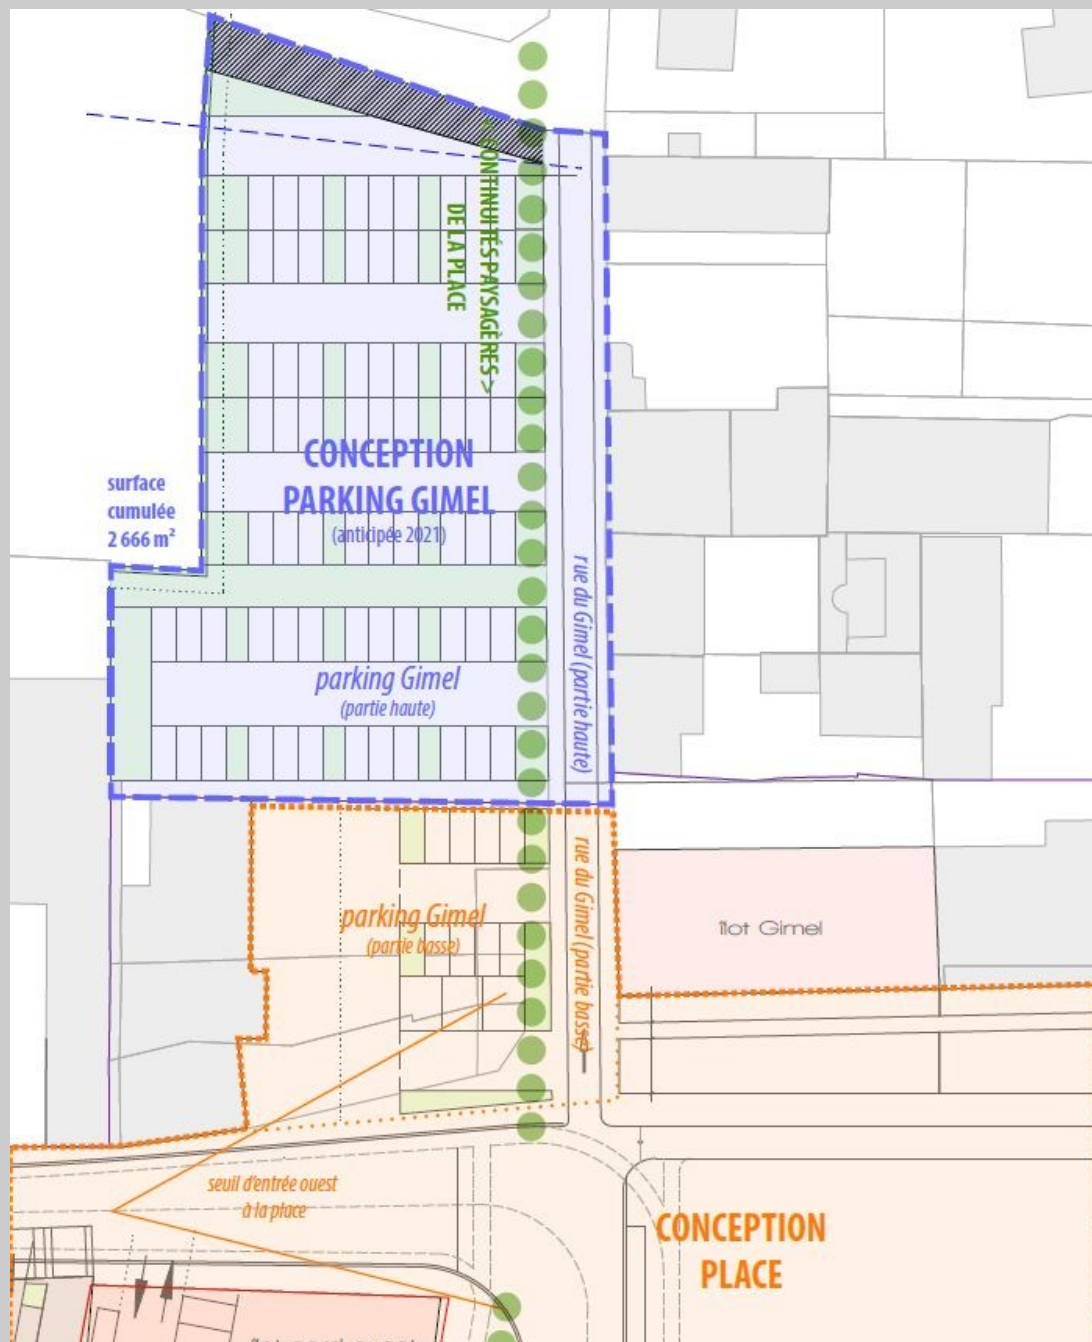 < CONTINUITÉS PAYSAGÈRES >
DE LA PLACE
CONCEPTION
PARKING GIMEL
(anticipée 2021)
surface
cumulée
2 666 m²
rue du Gimel (partie haute)
parking Gimel
(partie haute)
rue du Gimel (partie basse)
parking Gimel
(partie basse)
îlot Gimel
seuil d'entrée ouest
à la place
CONCEPTION
PLACE